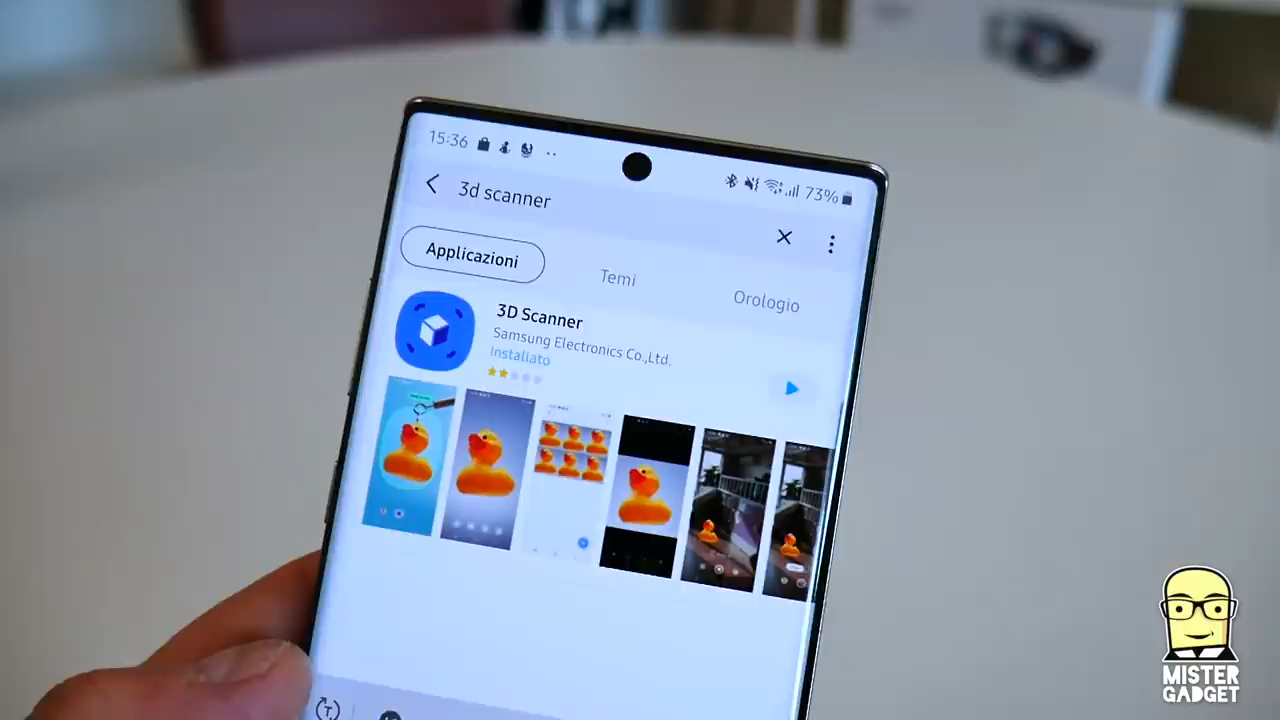 15:36
73%
3d scanner
Applicazioni
Temi
Orologio
3D Scanner
Samsung Electronics Co.,Ltd.
Installato
MISTER
GADGET